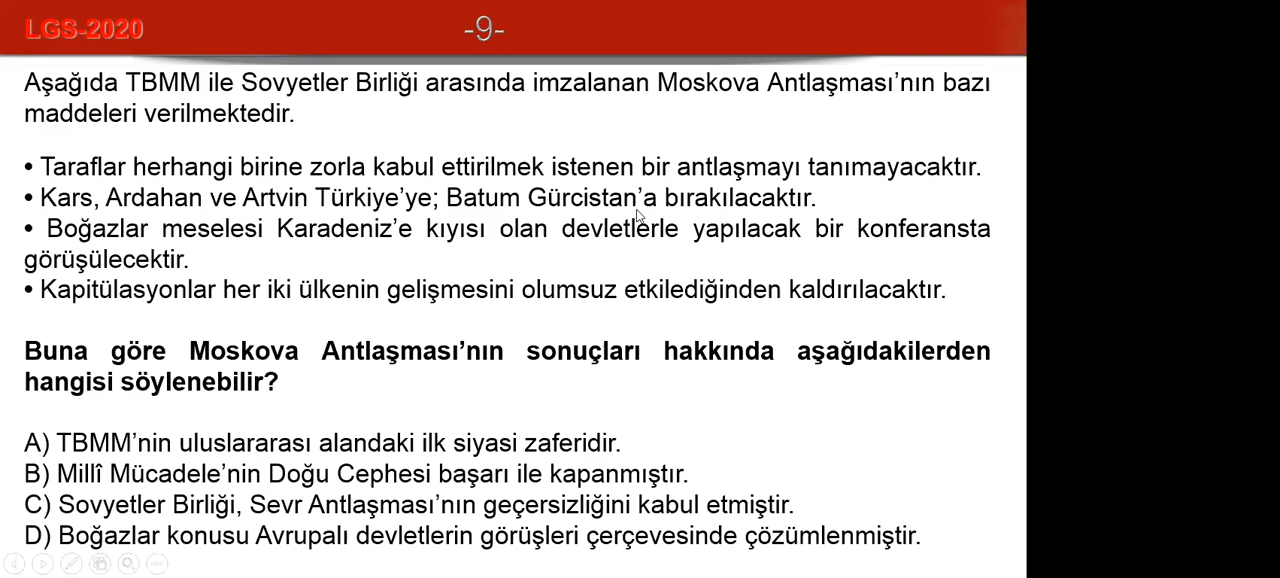 LGS-2020
-9-
Aşağıda TBMM ile Sovyetler Birliği arasında imzalanan Moskova Antlaşması’nın bazı
maddeleri verilmektedir.
• Taraflar herhangi birine zorla kabul ettirilmek istenen bir antlaşmayı tanımayacaktır.
• Kars, Ardahan ve Artvin Türkiye’ye; Batum Gürcistan’a bırakılacaktır.
• Boğazlar meselesi Karadeniz’e kıyısı olan devletlerle yapılacak bir konferansta
görüşülecektir.
• Kapitülasyonlar her iki ülkenin gelişmesini olumsuz etkilediğinden kaldırılacaktır.
Buna göre Moskova Antlaşması’nın sonuçları hakkında aşağıdakilerden
hangisi söylenebilir?
A) TBMM’nin uluslararası alandaki ilk siyasi zaferidir.
B) Millî Mücadele’nin Doğu Cephesi başarı ile kapanmıştır.
C) Sovyetler Birliği, Sevr Antlaşması’nın geçersizliğini kabul etmiştir.
D) Boğazlar konusu Avrupalı devletlerin görüşleri çerçevesinde çözümlenmiştir.